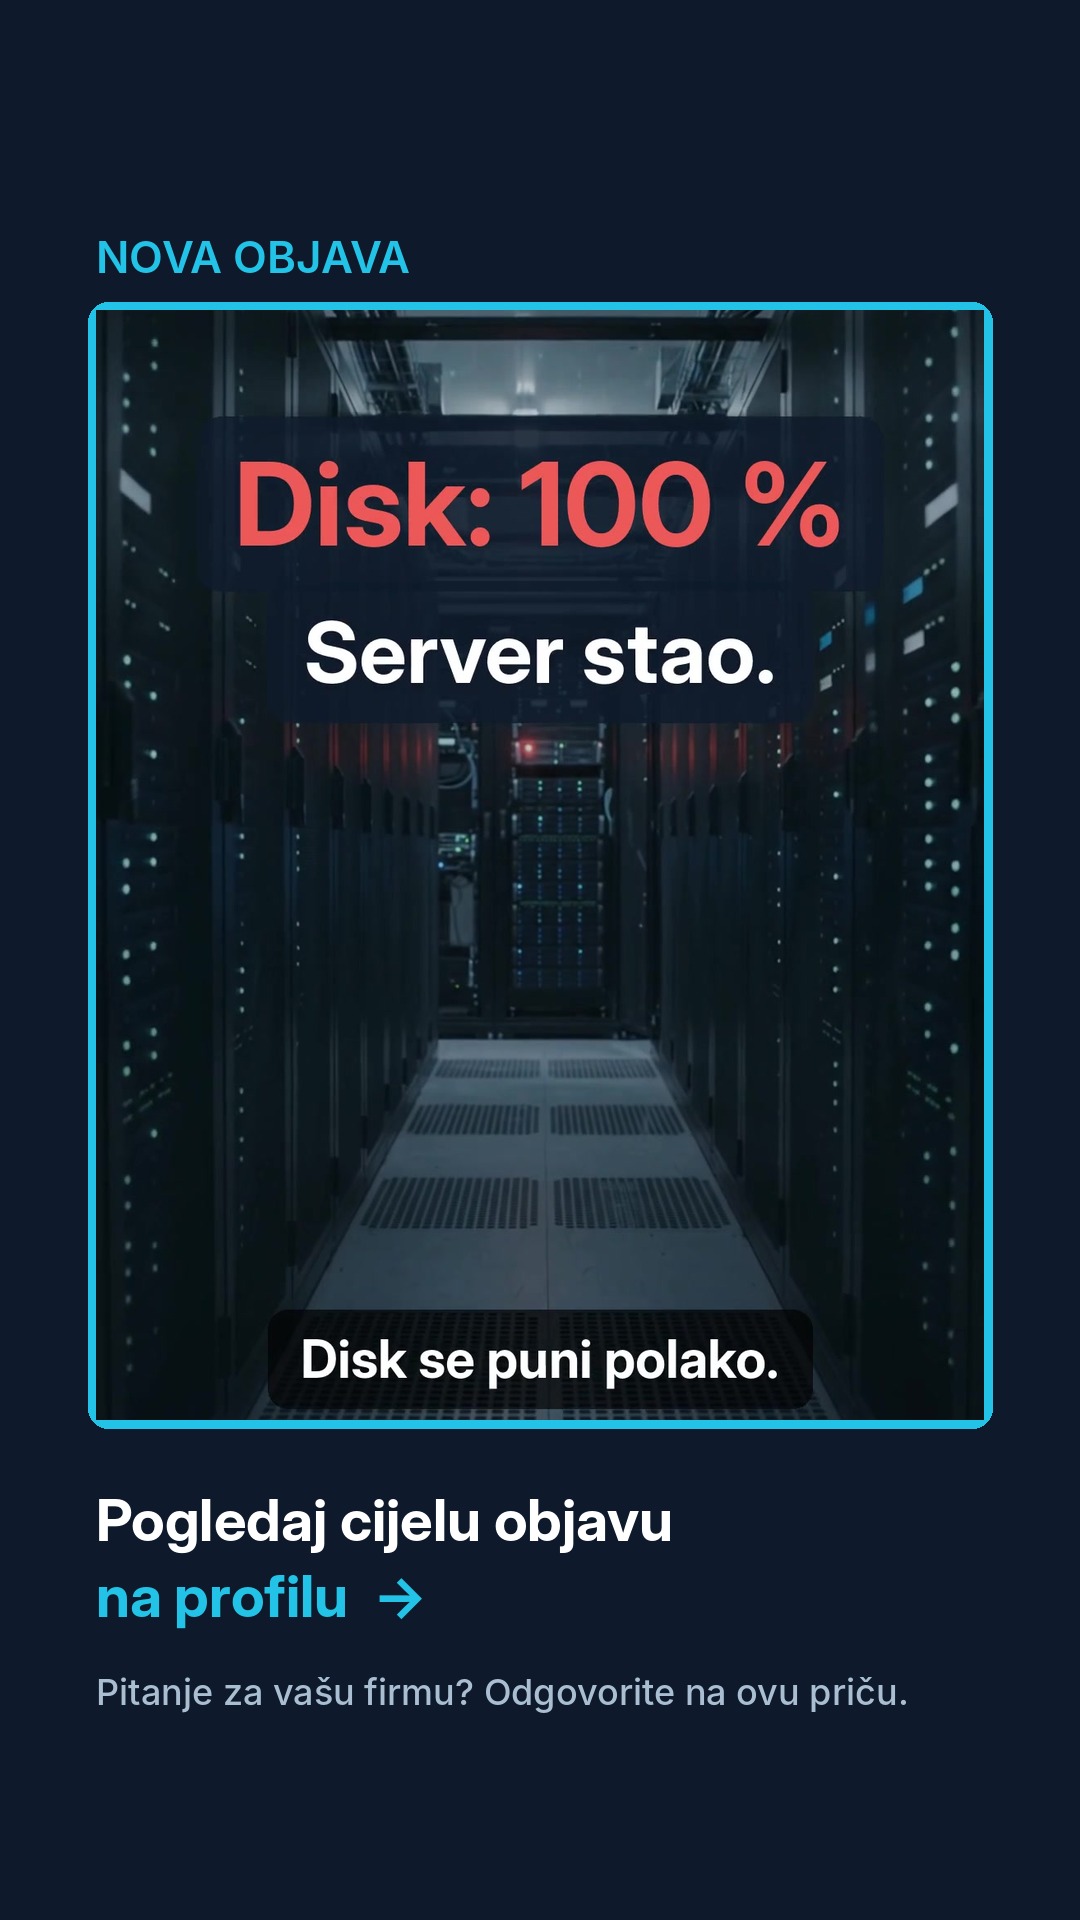 NOVA OBJAVA
Disk: 100 %
Server stao.
Disk se puni polako.
Pogledaj cijelu objavu
na profilu →
Pitanje za vašu firmu? Odgovorite na ovu priču.